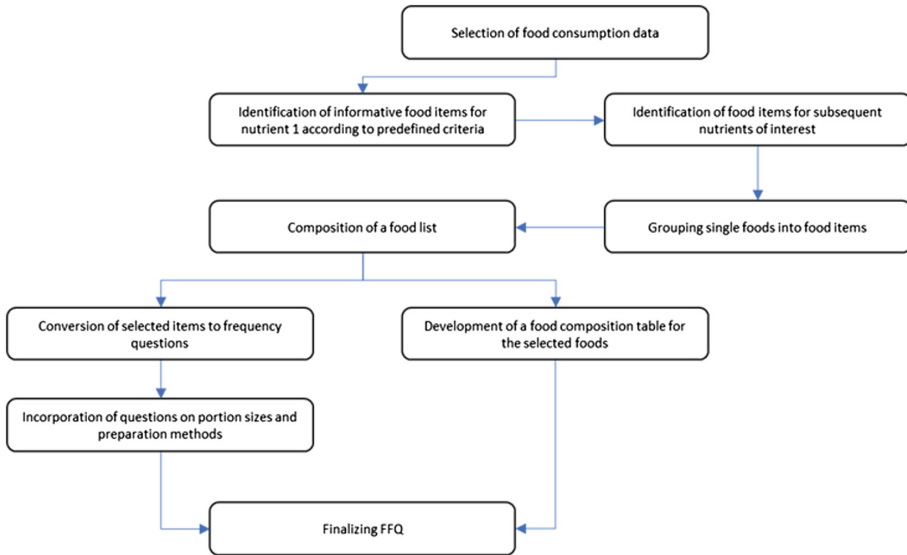 Selection of food consumption data
Identification of informative food items for
nutrient 1 according to predefined criteria
Identification of food items for subsequent
nutrients of interest
Composition of a food list
Grouping single foods into food items
Conversion of selected items to frequency
questions
Development of a food composition table for
the selected foods
Incorporation of questions on portion sizes and
preparation methods
Finalizing FFQ